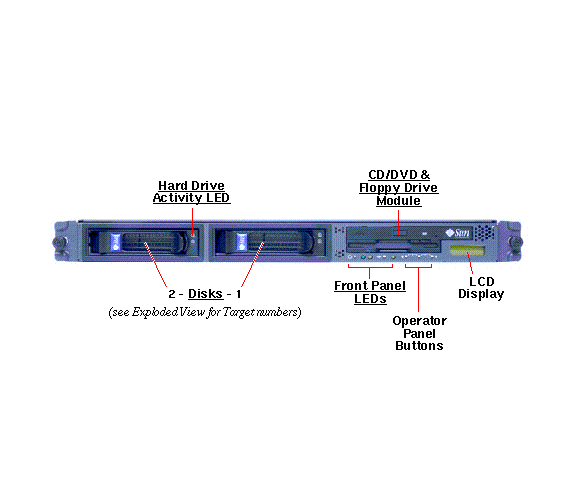 CD/DVD &
Floppy Drive
Module
Hard Drive
Activity LED
Sun
2 - Disks - 1
(see Exploded View for Target numbers)
Front Panel
LEDs
LCD
Display
Operator
Panel
Buttons